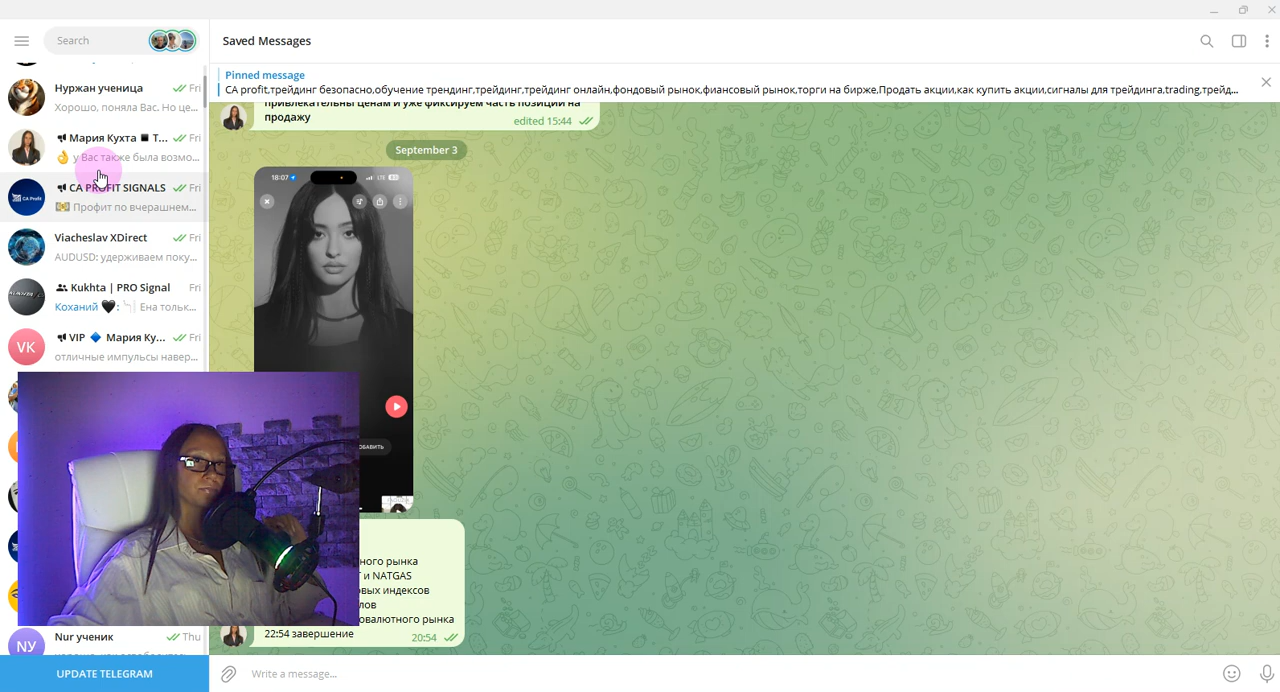 Search
Saved Messages
Pinned message
CA profit,трейдинг безопасно,обучение трендинг,трейдинг,трейдинг онлайн,фондовый рынок,фиансовый рынок,торги на бирже,Продать акции,как купить акции,сигналы для трейдинга,trading,трейд...
Нуржан ученица
Fri
Хорошо, поняла Вас. Но це...
Мария Кухта ◼ Т...
Fri
👌 у Вас также была возмо...
CA PROFIT SIGNALS
Fri
💴 Профит по вчерашнем...
CA Profit
Viacheslav XDirect
Fri
AUDUSD: удерживаем поку...
Kukhta | PRO Signal
Fri
Коханий 🖤: Ена тольк...
VK
VIP 🔷 Мария Ку...
Fri
отличные импульсы навер...
NУ
Nur ученик
Thu
UPDATE TELEGRAM
привлекательны ценам и уже фиксируем часть позиции на
продажу
edited 15:44
September 3
18:07
LTE
ОБАВИТЬ
ного рынка
Т и NATGAS
вых индексов
лов
овалютного рынка
22:54 завершение
20:54
Write a message...